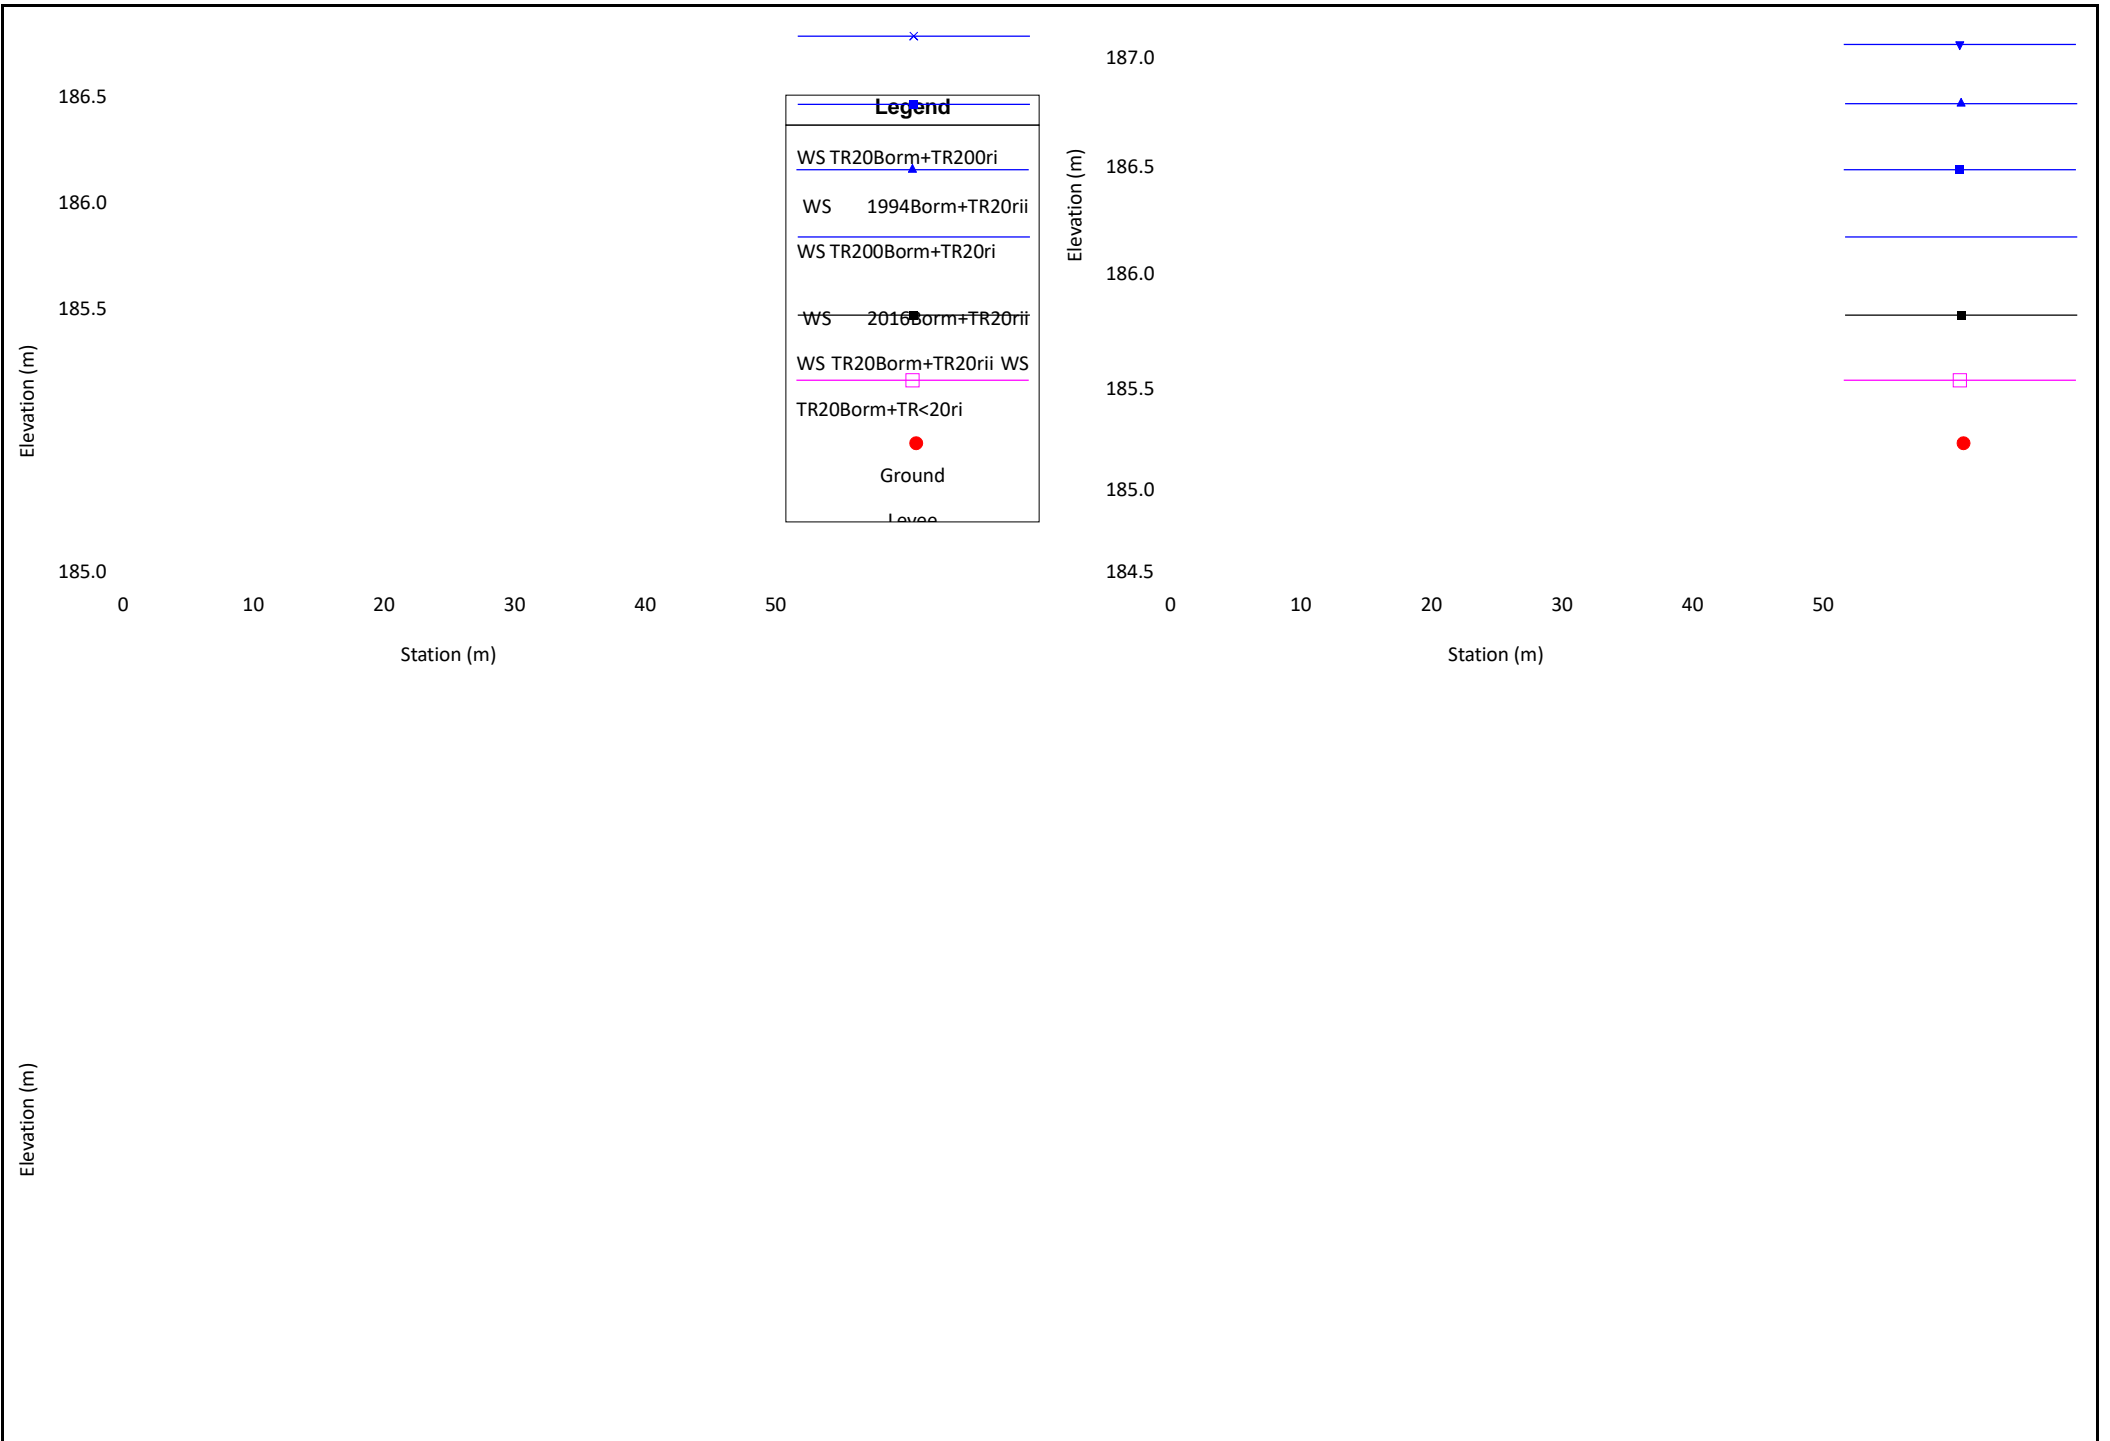 186.5
186.0
185.5
185.0
Elevation (m)
0 10 20 30 40 50
Station (m)
Legend
WS TR20Borm+TR200ri
WS 1994Borm+TR20rii
WS TR200Borm+TR20ri
WS 2016Borm+TR20rii
WS TR20Borm+TR20rii WS
TR20Borm+TR<20ri
Ground
Levee
187.0
186.5
186.0
185.5
185.0
184.5
Elevation (m)
0 10 20 30 40 50
Station (m)
Elevation (m)